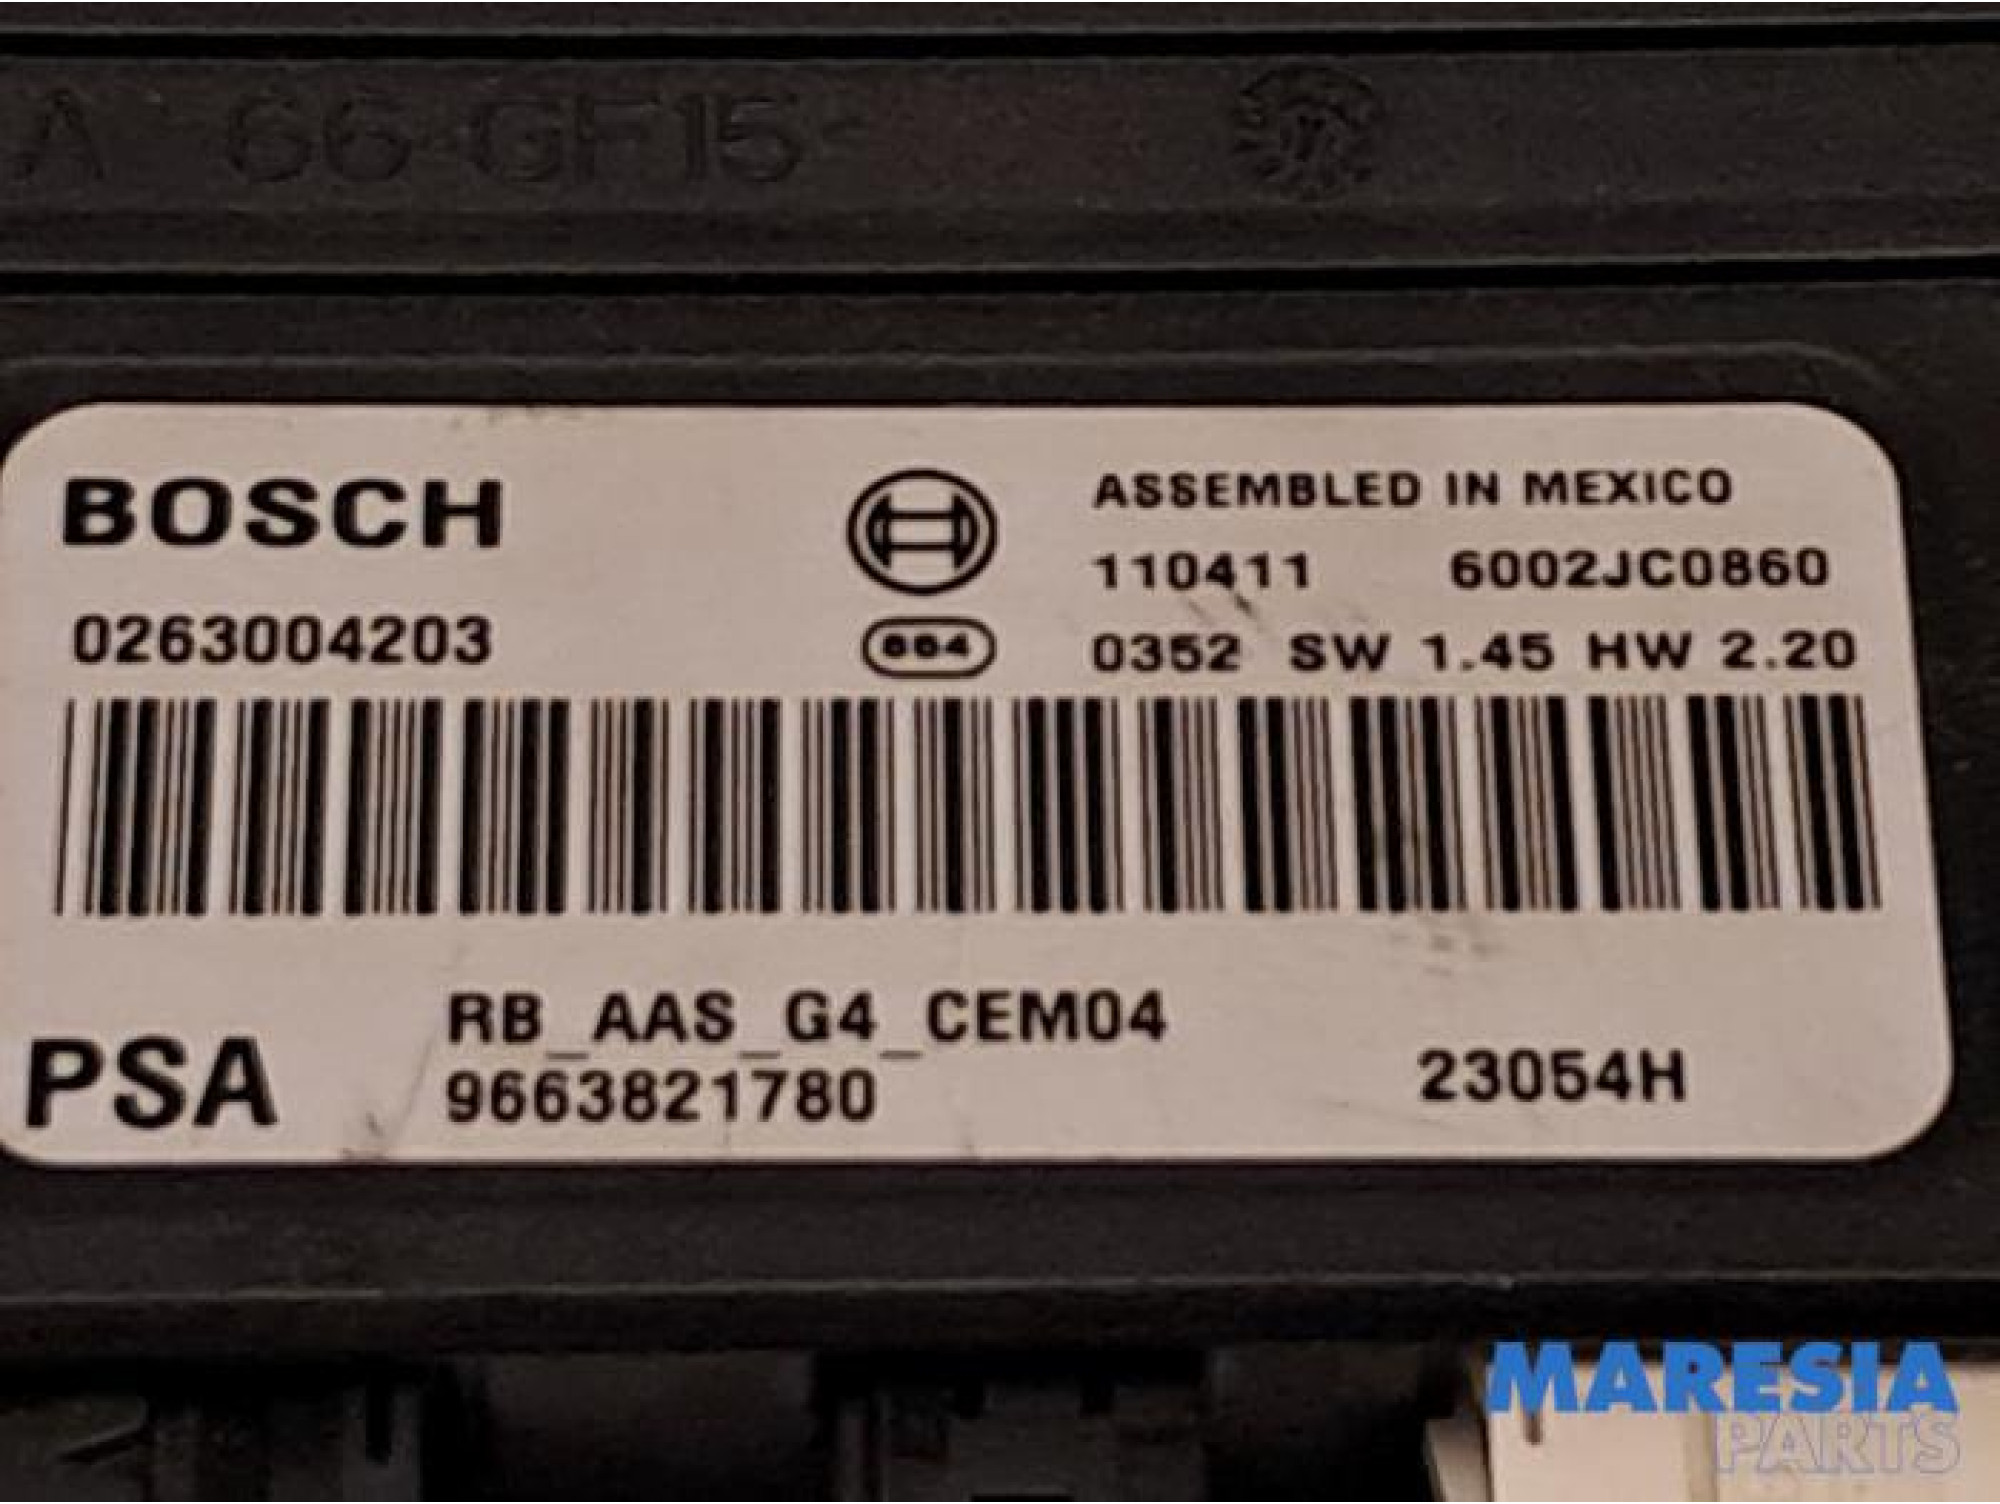 A 66-GF15
BOSCH
ASSEMBLED IN MEXICO
110411 6002JC0860
0263004203
664
0352 SW 1.45 HW 2.20
RB_AAS_G4_CEM04
PSA
9663821780
23054H
MARESIA
PARTS